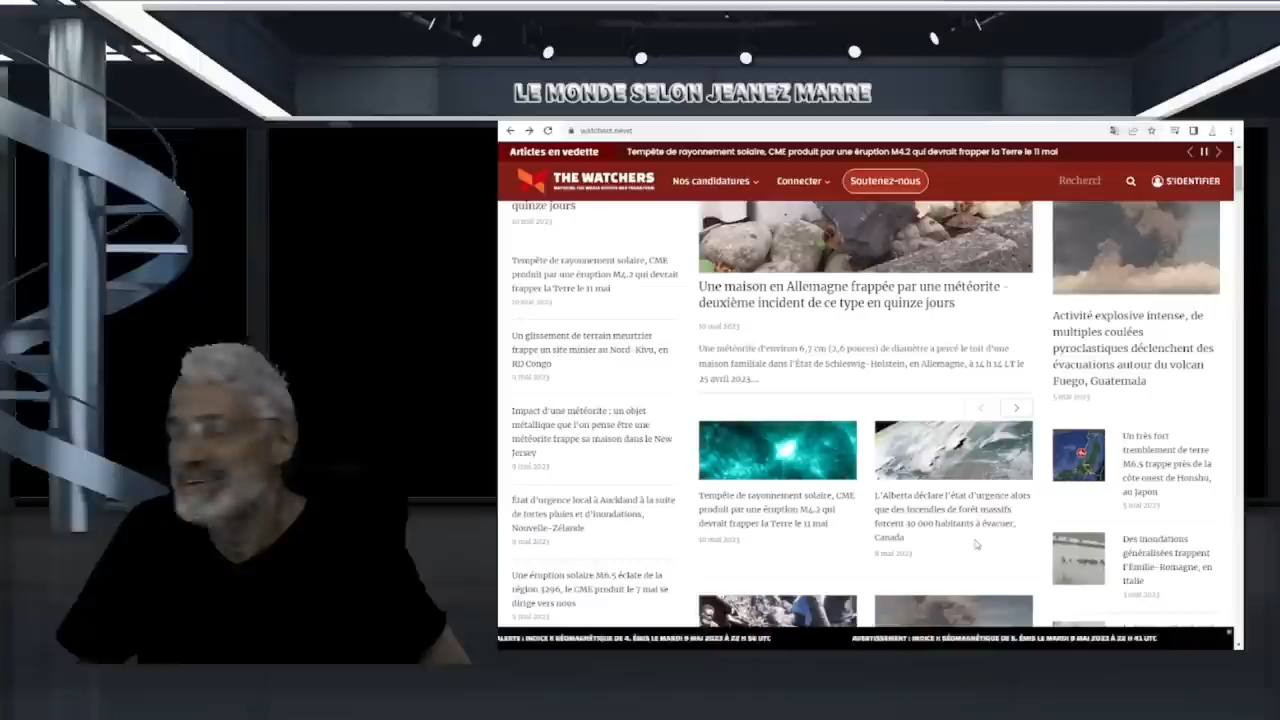 LE MONDE SELON JEANEZ MARRE
watchers.news
Articles en vedette
Tempête de rayonnement solaire, CME produit par une éruption M4.2 qui devrait frapper la Terre le 11 mai
THE WATCHERS
Nos candidatures
Connecter
Soutenez-nous
Rechercl
S'IDENTIFIER
quinze jours
10 mai 2023
Tempête de rayonnement solaire, CME
produit par une éruption M4.2 qui devrait
frapper la Terre le 11 mai
10 mai 2023
Un glissement de terrain meurtrier
frappe un site minier au Nord-Kivu, en
RD Congo
9 mai 2023
Impact d'une météorite : un objet
métallique que l'on pense être une
météorite frappe sa maison dans le New
Jersey
9 mai 2023
État d'urgence local à Auckland à la suite
de fortes pluies et d'inondations,
Nouvelle-Zélande
9 mai 2023
Une éruption solaire M6.5 éclate de la
région 3296, le CME produit le 7 mai se
dirige vers nous
9 mai 2023
Une maison en Allemagne frappée par une météorite -
deuxième incident de ce type en quinze jours
10 mai 2023
Une météorite d'environ 6,7 cm (2,6 pouces) de diamètre a percé le toit d'une
maison familiale dans l'État de Schleswig-Holstein, en Allemagne, à 14 h 14 LT le
25 avril 2023....
Tempête de rayonnement solaire, CME
produit par une éruption M4.2 qui
devrait frapper la Terre le 11 mai
10 mai 2023
L'Alberta déclare l'état d'urgence alors
que des incendies de forêt massifs
forcent 30 000 habitants à évacuer,
Canada
8 mai 2023
Activité explosive intense, de
multiples coulées
pyroclastiques déclenchent des
évacuations autour du volcan
Fuego, Guatemala
5 mai 2023
Un très fort
tremblement de terre
M6.5 frappe près de la
côte ouest de Honshu,
au Japon
5 mai 2023
Des inondations
généralisées frappent
l'Émilie-Romagne, en
Italie
3 mai 2023
ALERTE : INDICE K GÉOMAGNÉTIQUE DE 4. ÉMIS LE MARDI 9 MAI 2023 À 22 H 56 UTC
AVERTISSEMENT : INDICE K GÉOMAGNÉTIQUE DE 5. ÉMIS LE MARDI 9 MAI 2023 À 22 H 41 UTC